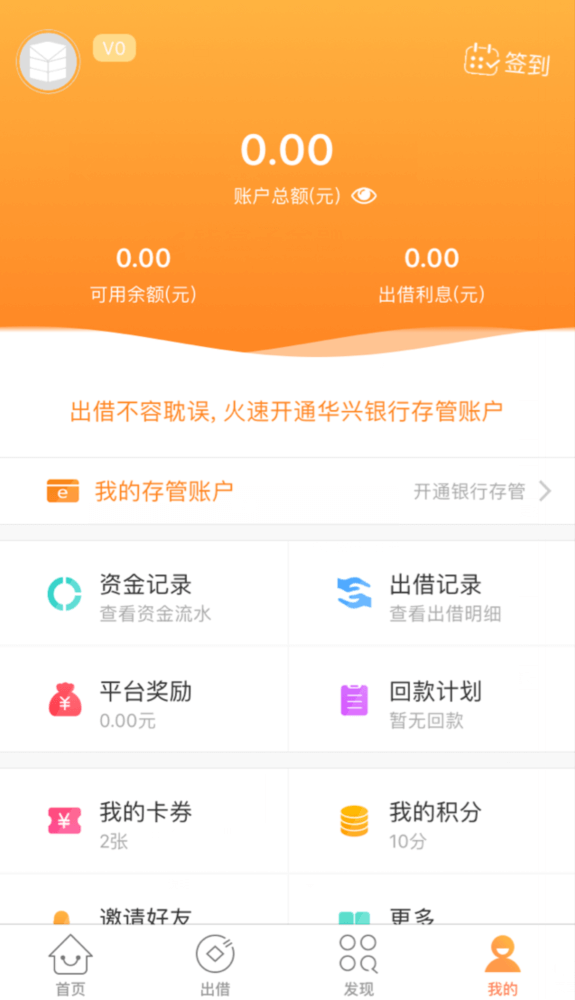 V0
签到
0.00
账户总额(元)
0.00
0.00
可用余额(元)
出借利息(元)
出借不容耽误, 火速开通华兴银行存管账户
我的存管账户
开通银行存管
资金记录
查看资金流水
出借记录
查看出借明细
平台奖励
0.00元
回款计划
暂无回款
我的卡券
2张
我的积分
10分
邀请好友
更多
首页
出借
发现
我的